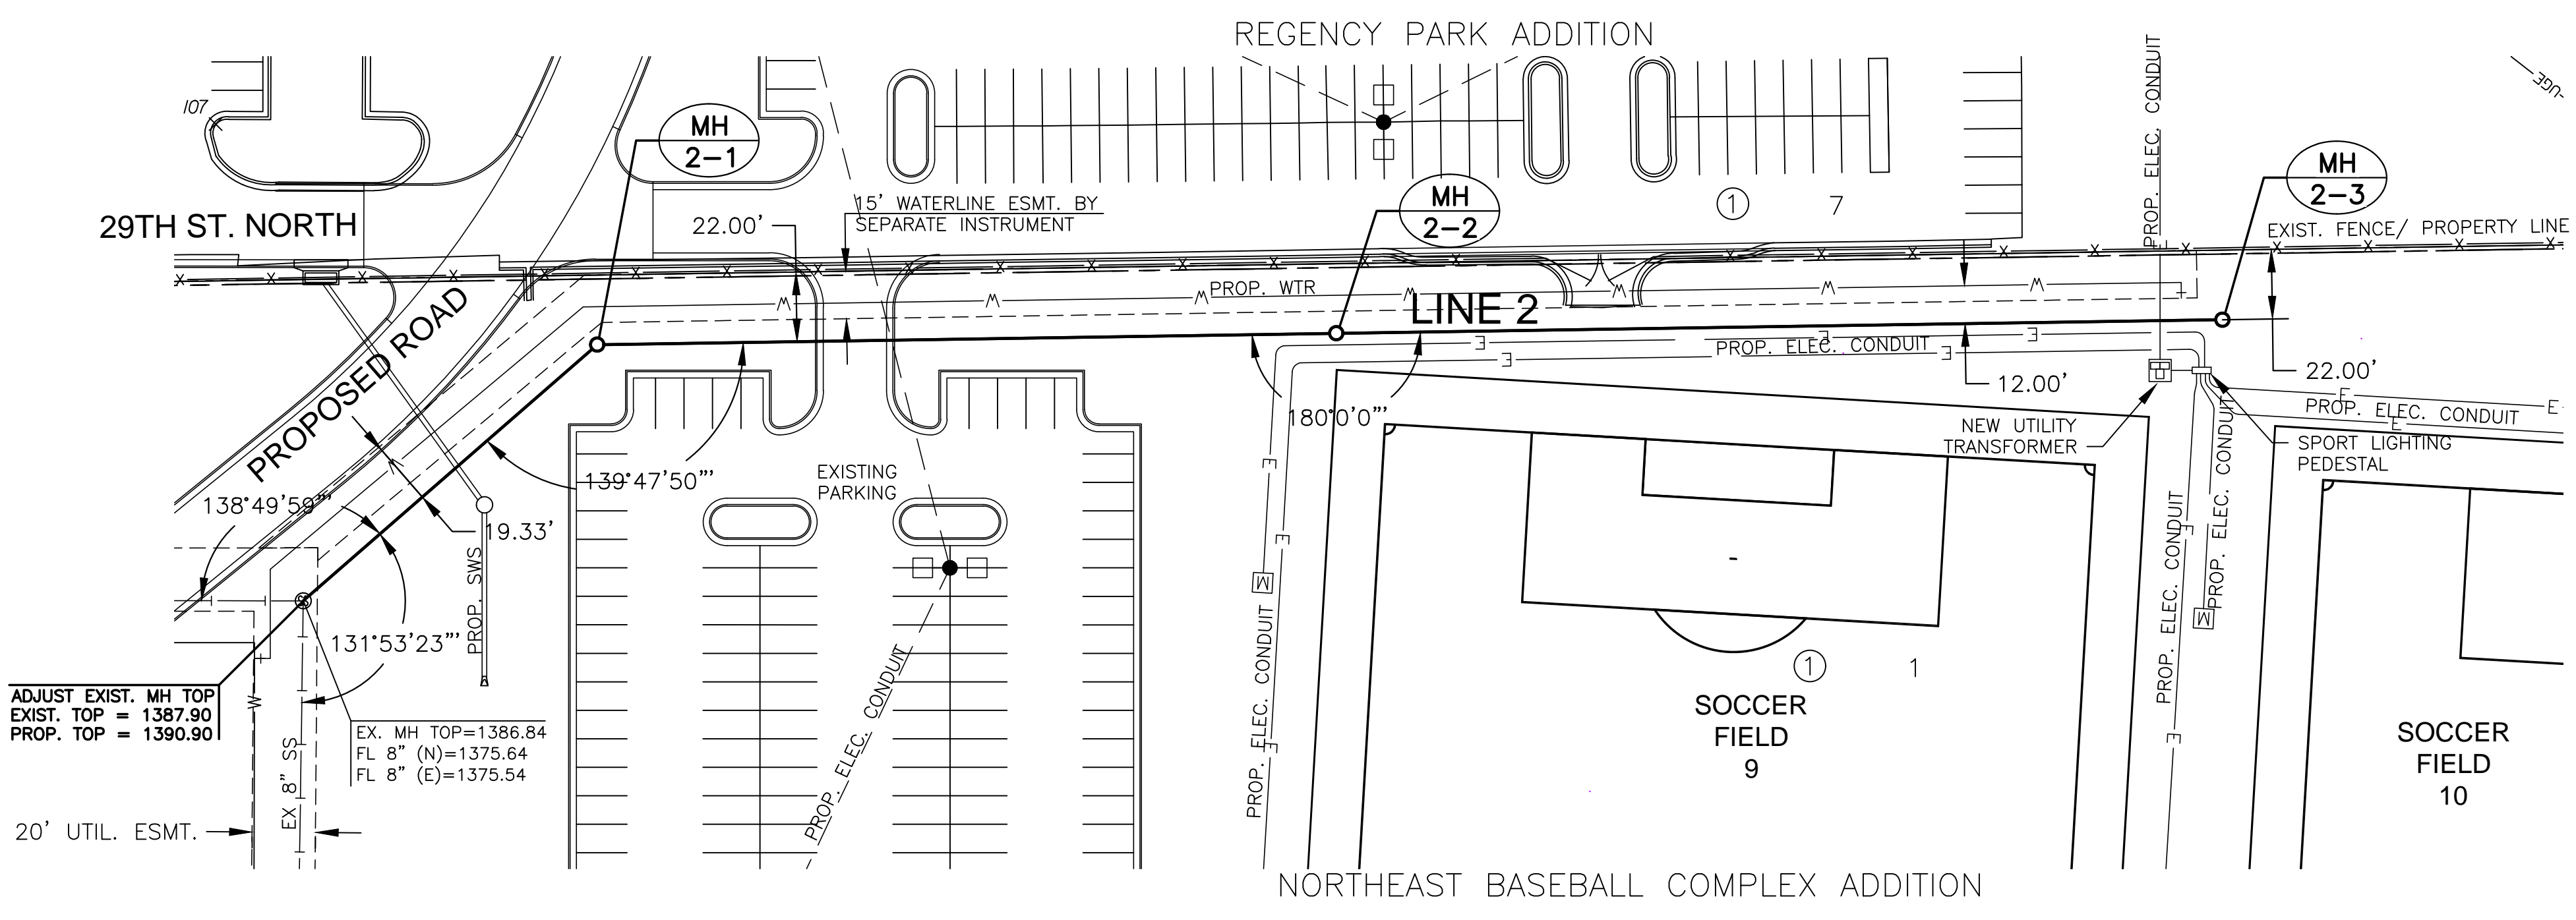 REGENCY PARK ADDITION
107
MH
2-1
29TH ST. NORTH
22.00'
15' WATERLINE ESMT. BY
SEPARATE INSTRUMENT
MH
2-2
1
7
PROP. ELEC. CONDUIT
MH
2-3
UGE
EXIST. FENCE/ PROPERTY LINE
PROPOSED ROAD
PROP. WTR
LINE 2
PROP. ELEC. CONDUIT
12.00'
22.00'
180°0'0"'
139°47'50"'
138°49'59"'
19.33'
131°53'23"'
PROP. SWS
EXISTING
PARKING
NEW UTILITY
TRANSFORMER
PROP. ELEC. CONDUIT
SPORT LIGHTING
PEDESTAL
PROP. ELEC. CONDUIT
PROP. ELEC. CONDUIT
PROP. ELEC. CONDUIT
PROP. ELEC. CONDUIT
ADJUST EXIST. MH TOP
EXIST. TOP = 1387.90
PROP. TOP = 1390.90
EX. MH TOP=1386.84
FL 8" (N)=1375.64
FL 8" (E)=1375.54
EX 8" SS
20' UTIL. ESMT.
1
1
SOCCER
FIELD
9
SOCCER
FIELD
10
NORTHEAST BASEBALL COMPLEX ADDITION